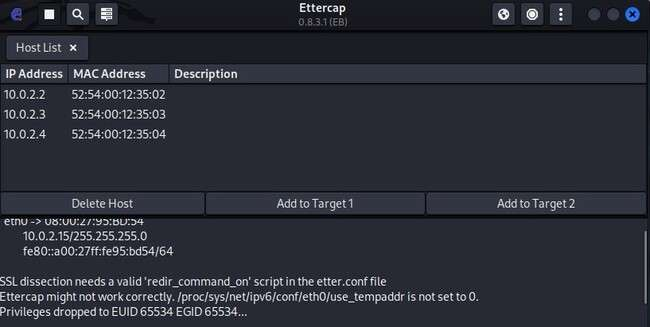 Ettercap
0.8.3.1 (EB)
Host List ×
IP Address MAC Address Description
10.0.2.2 52:54:00:12:35:02
10.0.2.3 52:54:00:12:35:03
10.0.2.4 52:54:00:12:35:04
Delete Host Add to Target 1 Add to Target 2
eth0 -> 08:00:27:95:BD:54
10.0.2.15/255.255.255.0
fe80::a00:27ff:fe95:bd54/64
SSL dissection needs a valid 'redir_command_on' script in the etter.conf file
Ettercap might not work correctly. /proc/sys/net/ipv6/conf/eth0/use_tempaddr is not set to 0.
Privileges dropped to EUID 65534 EGID 65534...